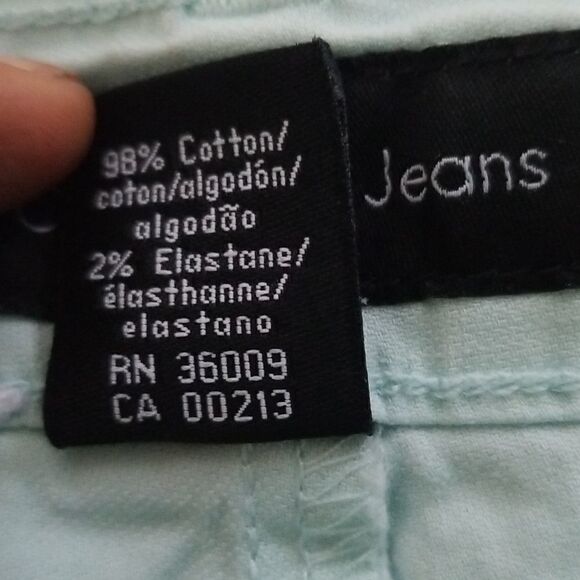 98% Cotton/
coton/algodón/
algodão
2% Elastane/
élasthanne/
elastano
RN 36009
CA 00213
Jeans